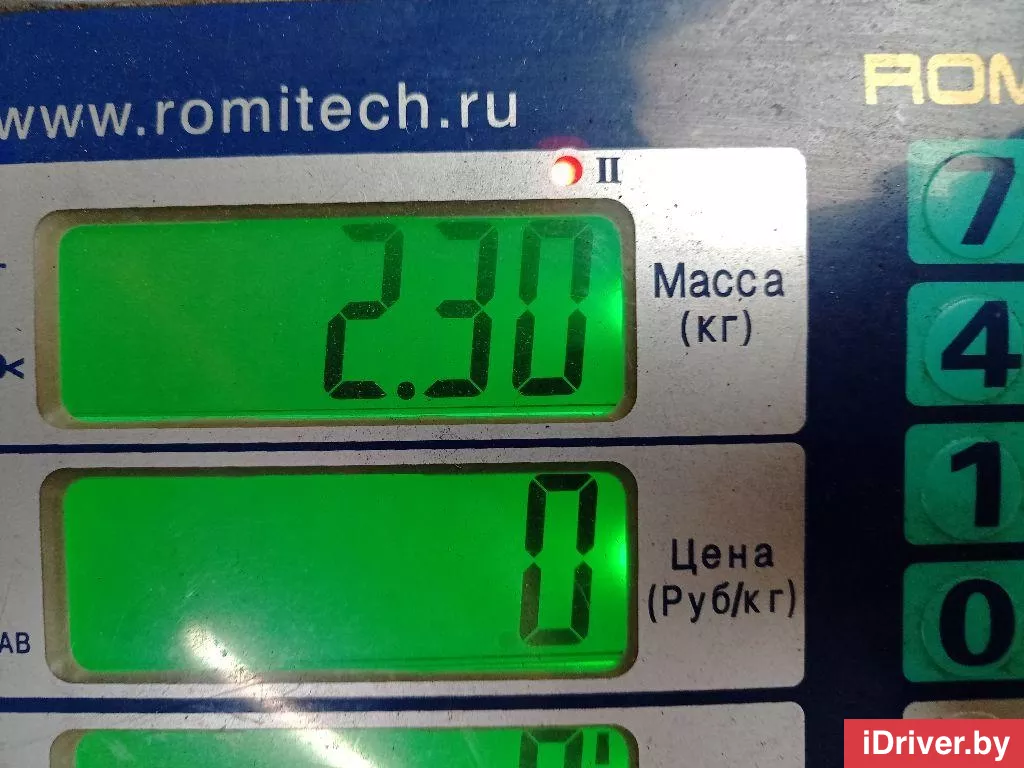 www.romitech.ru
ROM
II
2.30
Масса
(кг)
7
4
1
0
Цена
(Руб/кг)
0
АВ
iDriver.by